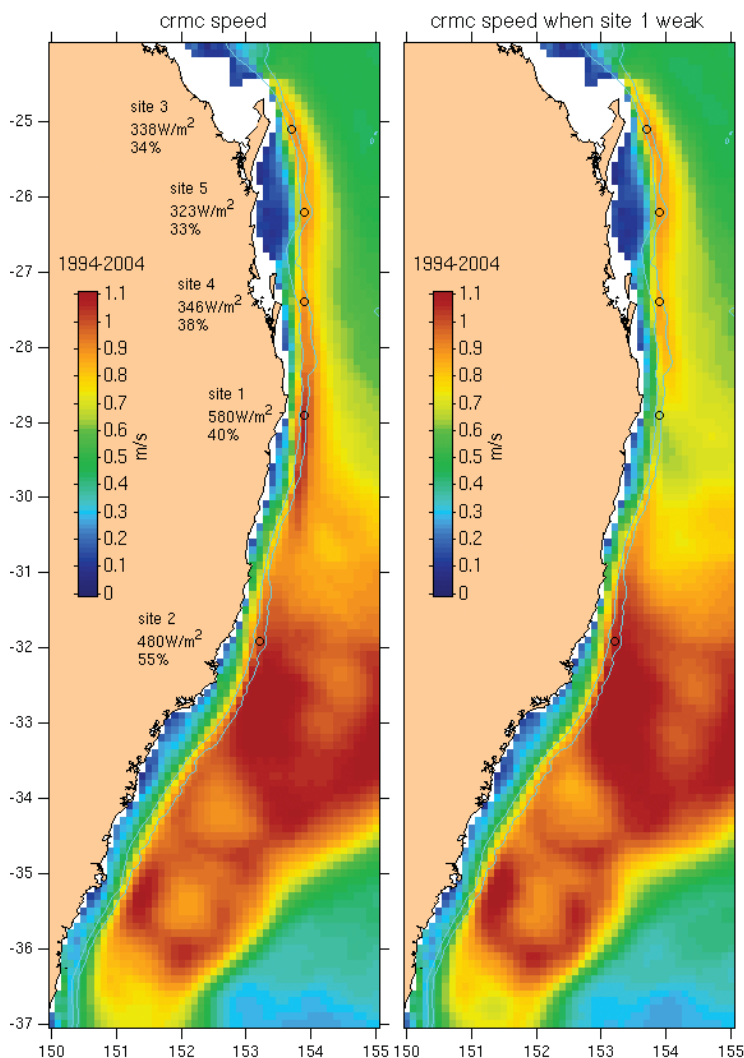 crmc speed
crmc speed when site 1 weak
site 3
338W/m²
34%
site 5
323W/m²
33%
1994-2004
site 4
346W/m²
38%
site 1
580W/m²
40%
site 2
480W/m²
55%
1.1
1
0.9
0.8
0.7
0.6
0.5
0.4
0.3
0.2
0.1
0
m/s
1994-2004
1.1
1
0.9
0.8
0.7
0.6
0.5
0.4
0.3
0.2
0.1
0
m/s
-25
-26
-27
-28
-29
-30
-31
-32
-33
-34
-35
-36
-37
150 151 152 153 154 155
150 151 152 153 154 155